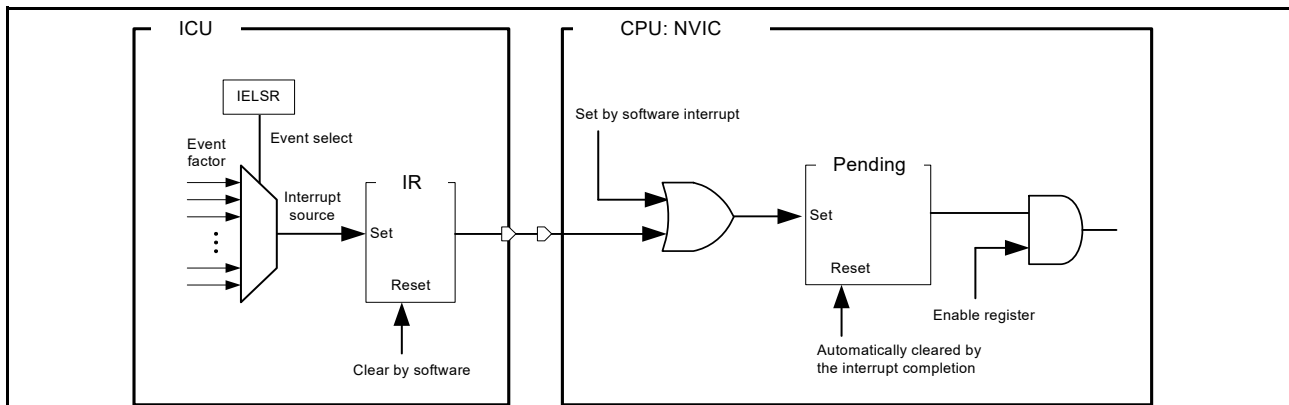 ICU
CPU: NVIC
IELSR
Event select
Event
factor
Interrupt
source
IR
Set
Reset
Clear by software
Set by software interrupt
Pending
Set
Reset
Enable register
Automatically cleared by
the interrupt completion